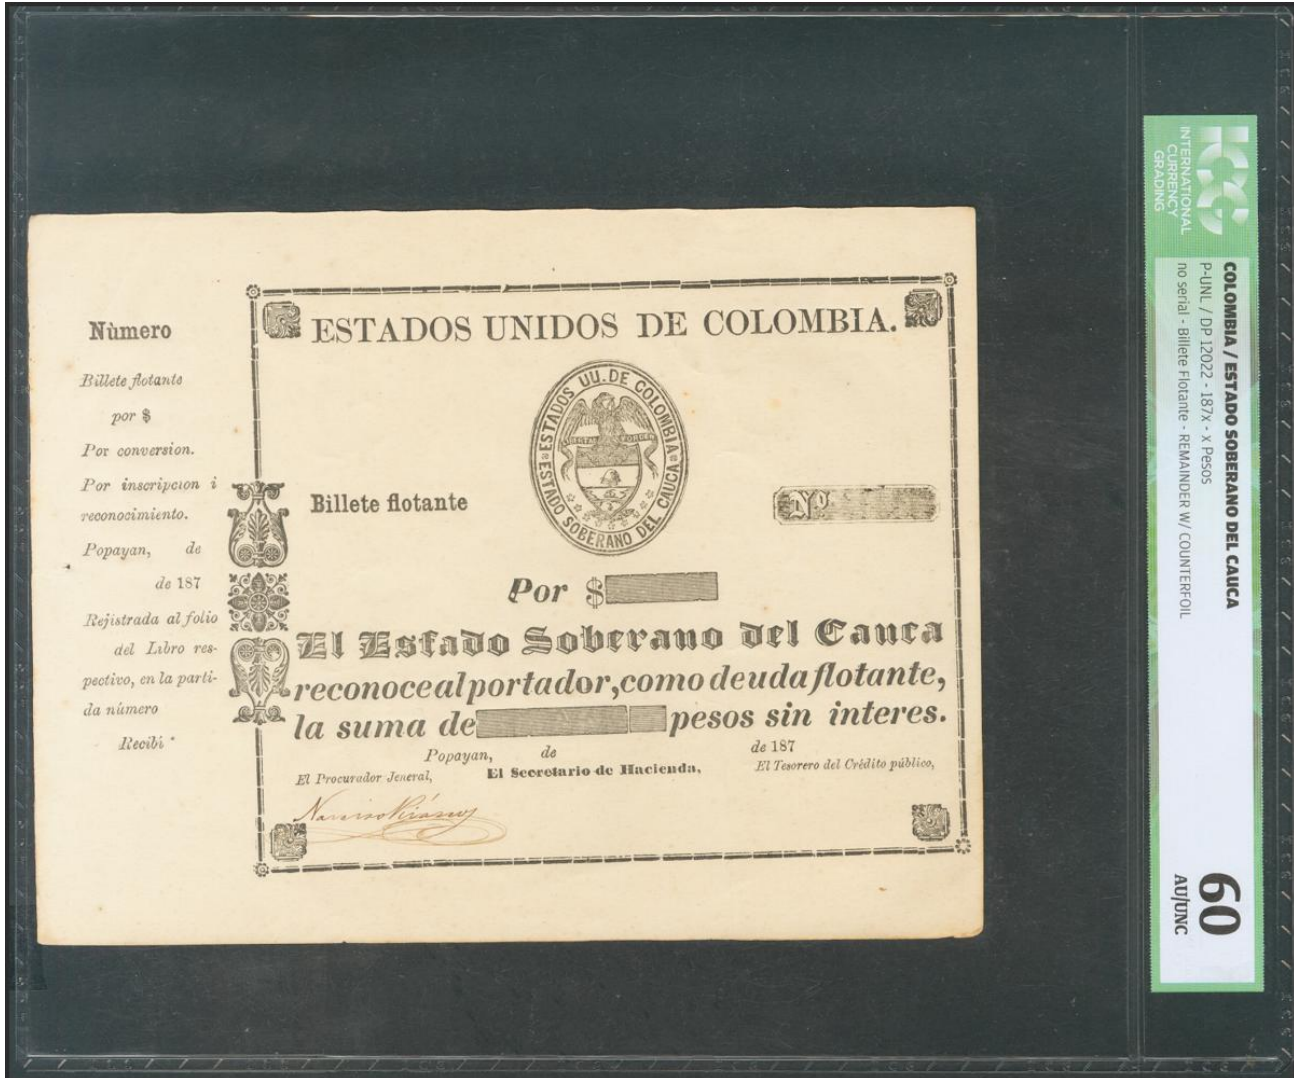 Nùmero
Billete flotante
por $
Por conversion.
Por inscripcion i
reconocimiento.
Popayan, de
de 187
Rejistrada al folio
del Libro res-
pectivo, en la parti-
da número
Recibí
ESTADOS UNIDOS DE COLOMBIA.
ESTADOS UU. DE COLOMBIA
ESTADO SOBERANO DEL CAUCA
Billete flotante
Nº
Por $
El Estado Soberano del Cauca
reconoce al portador, como deuda flotante,
la suma de pesos sin interes.
Popayan, de de 187
El Procurador Jeneral, El Secretario de Hacienda, El Tesorero del Crédito público,
ICG
INTERNATIONAL
CURRENCY
GRADING
COLOMBIA / ESTADO SOBERANO DEL CAUCA
P-UNL / DP 12022 - 187x - x Pesos
no serial - Billete Flotante - REMAINDER W/ COUNTERFOIL
60
AU/UNC